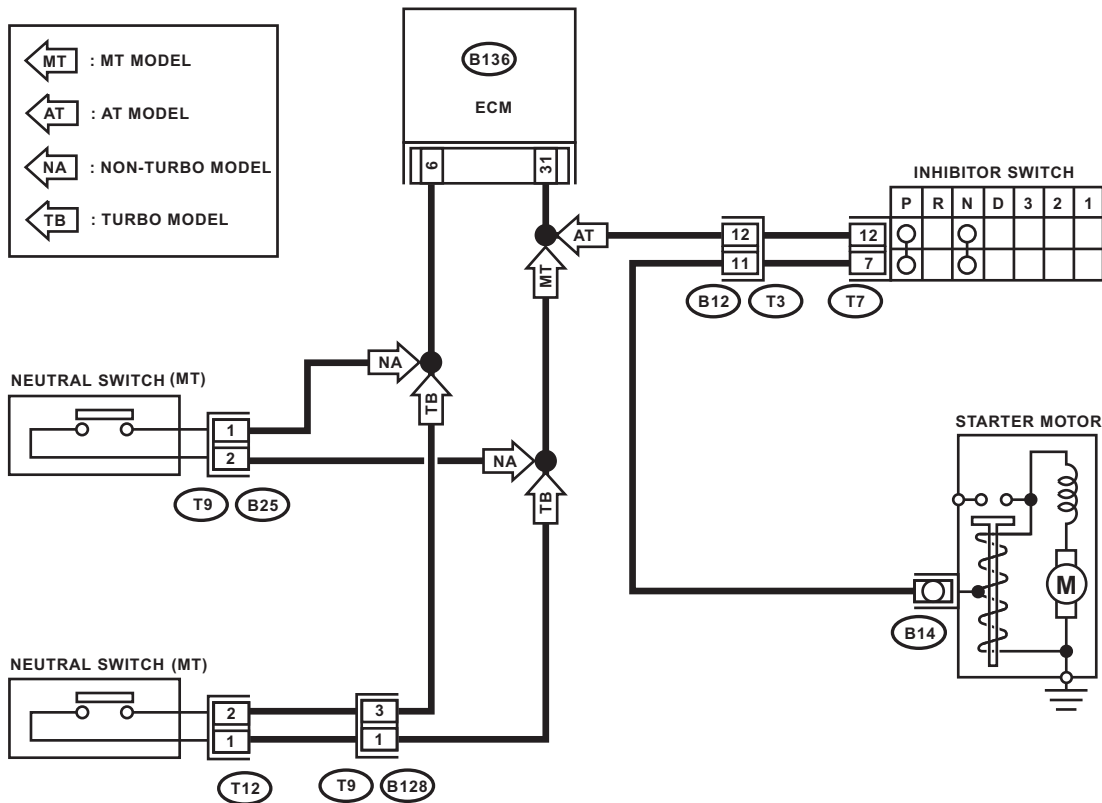 MT : MT MODEL
AT : AT MODEL
NA : NON-TURBO MODEL
TB : TURBO MODEL
B136
ECM
6 31
INHIBITOR SWITCH
P R N D 3 2 1
AT 12 12
11 7
MT
B12 T3 T7
NA
TB
NEUTRAL SWITCH (MT)
1
2
NA
TB
T9 B25
STARTER MOTOR
M
B14
NEUTRAL SWITCH (MT)
2 3
1 1
T12 T9 B128